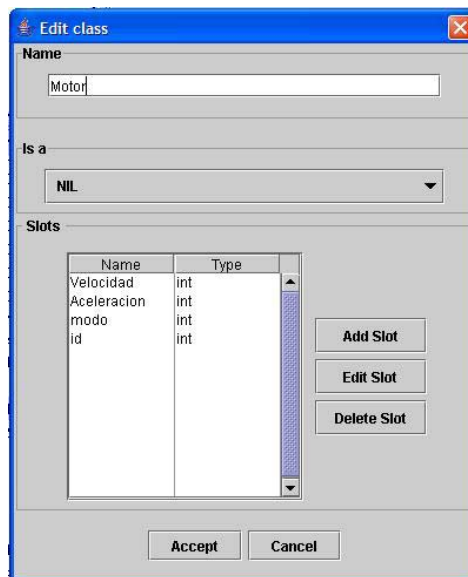 Edit class
Name
Motor
Is a
NIL
Slots
Name Type
Velocidad int
Aceleracion int
modo int
id int
Add Slot
Edit Slot
Delete Slot
Accept Cancel